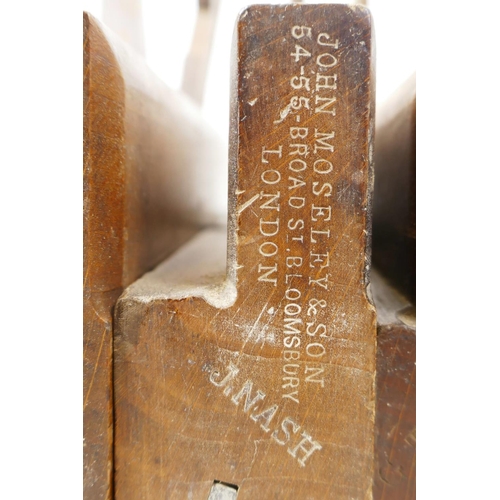 JOHN MOSELEY & SON
54-55-BROAD ST, BLOOMSBURY
LONDON.
J.NASH